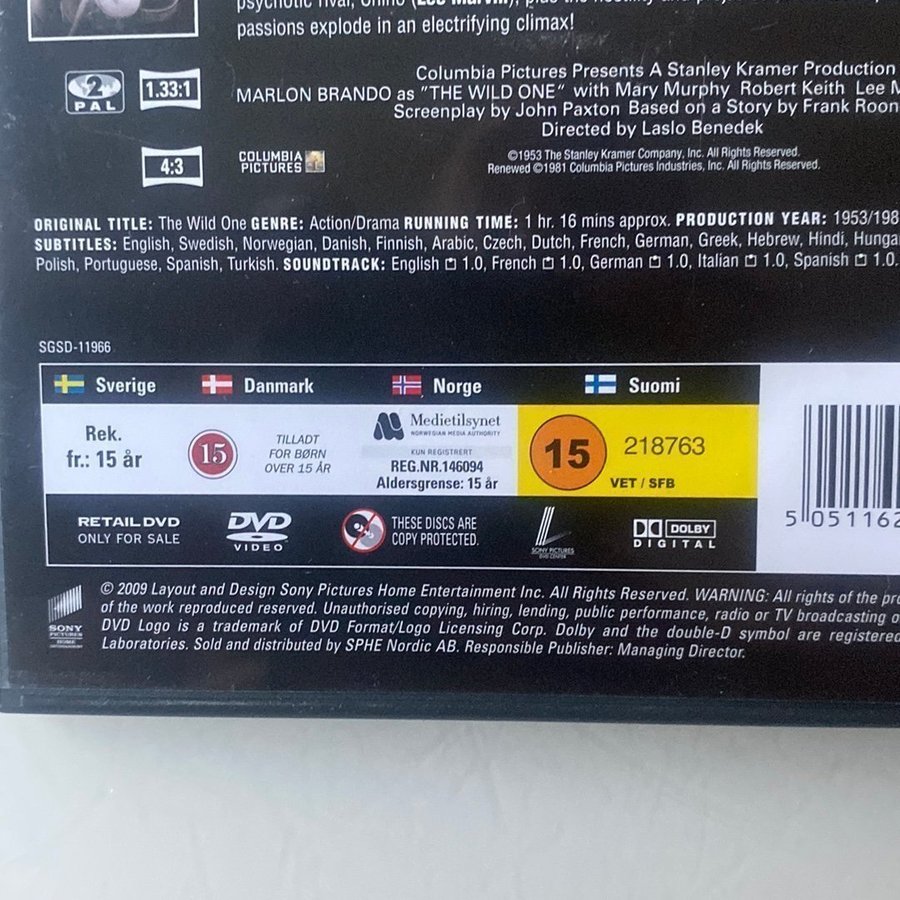 psychotic rival, Chino (Lee Marvin), plus the hostility and
passions explode in an electrifying climax!
2
PAL
1.33:1
Columbia Pictures Presents A Stanley Kramer Production
MARLON BRANDO as "THE WILD ONE" with Mary Murphy Robert Keith Lee M
Screenplay by John Paxton Based on a Story by Frank Roon
Directed by Laslo Benedek
4:3
COLUMBIA
PICTURES
©1953 The Stanley Kramer Company, Inc. All Rights Reserved.
Renewed ©1981 Columbia Pictures Industries, Inc. All Rights Reserved.
ORIGINAL TITLE: The Wild One GENRE: Action/Drama RUNNING TIME: 1 hr. 16 mins approx. PRODUCTION YEAR: 1953/198
SUBTITLES: English, Swedish, Norwegian, Danish, Finnish, Arabic, Czech, Dutch, French, German, Greek, Hebrew, Hindi, Hunga
Polish, Portuguese, Spanish, Turkish. SOUNDTRACK: English 1.0, French 1.0, German 1.0, Italian 1.0, Spanish 1.0.
SGSD-11966
Sverige Danmark Norge Suomi
Rek.
fr.: 15 år
15
TILLADT
FOR BØRN
OVER 15 ÅR
Medietilsynet
NORWEGIAN MEDIA AUTHORITY
KUN REGISTRERT
REG.NR.146094
Aldersgrense: 15 år
15
218763
VET / SFB
RETAIL DVD
ONLY FOR SALE
DVD
VIDEO
THESE DISCS ARE
COPY PROTECTED.
SONY PICTURES
DVD CENTER
DOLBY
DIGITAL
5 051162
SONY
PICTURES
HOME
ENTERTAINMENT
© 2009 Layout and Design Sony Pictures Home Entertainment Inc. All Rights Reserved. WARNING: All rights of the pro
of the work reproduced reserved. Unauthorised copying, hiring, lending, public performance, radio or TV broadcasting o
DVD Logo is a trademark of DVD Format/Logo Licensing Corp. Dolby and the double-D symbol are registered
Laboratories. Sold and distributed by SPHE Nordic AB. Responsible Publisher: Managing Director.